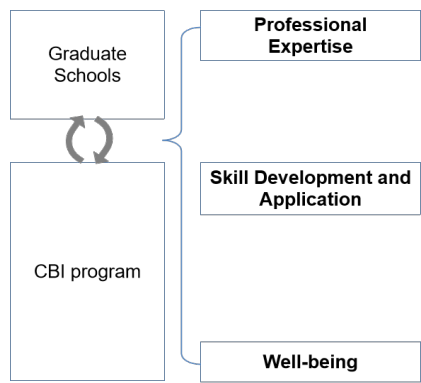 Graduate
Schools
CBI program
Professional
Expertise
Skill Development and
Application
Well-being